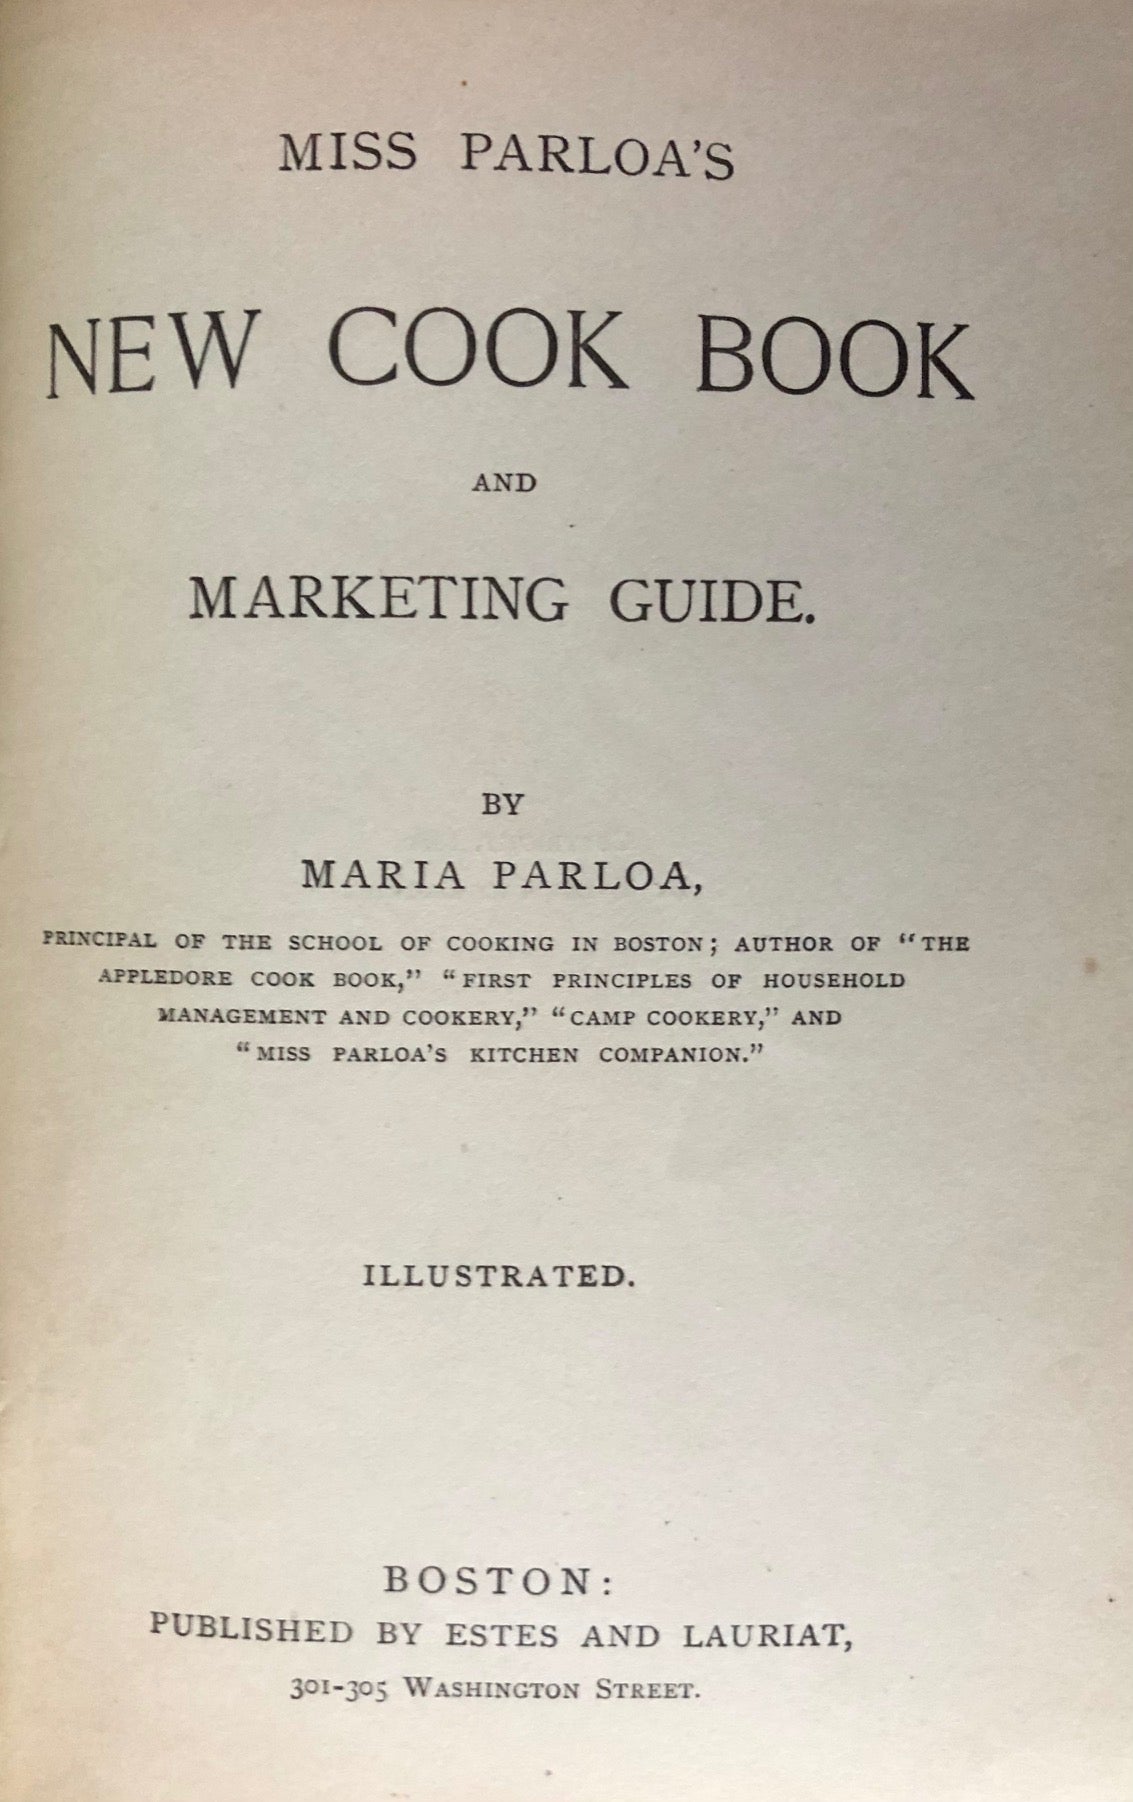 MISS PARLOA'S
NEW COOK BOOK
AND
MARKETING GUIDE.
BY
MARIA PARLOA,
PRINCIPAL OF THE SCHOOL OF COOKING IN BOSTON; AUTHOR OF "THE
APPLEDORE COOK BOOK," "FIRST PRINCIPLES OF HOUSEHOLD
MANAGEMENT AND COOKERY," "CAMP COOKERY," AND
"MISS PARLOA'S KITCHEN COMPANION."
ILLUSTRATED.
BOSTON:
PUBLISHED BY ESTES AND LAURIAT,
301-305 WASHINGTON STREET.